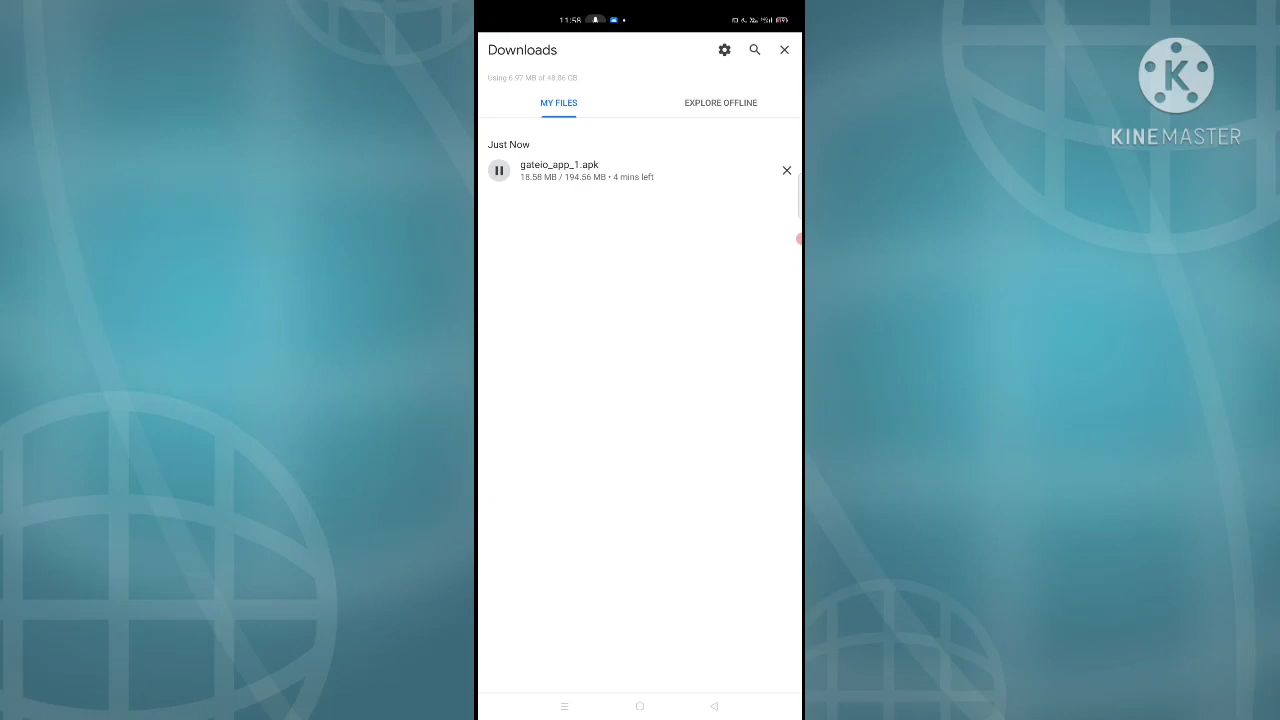 11:58
Downloads
Using 6.97 MB of 48.86 GB
MY FILES
EXPLORE OFFLINE
Just Now
gateio_app_1.apk
18.58 MB / 194.56 MB • 4 mins left
K
KINEMASTER